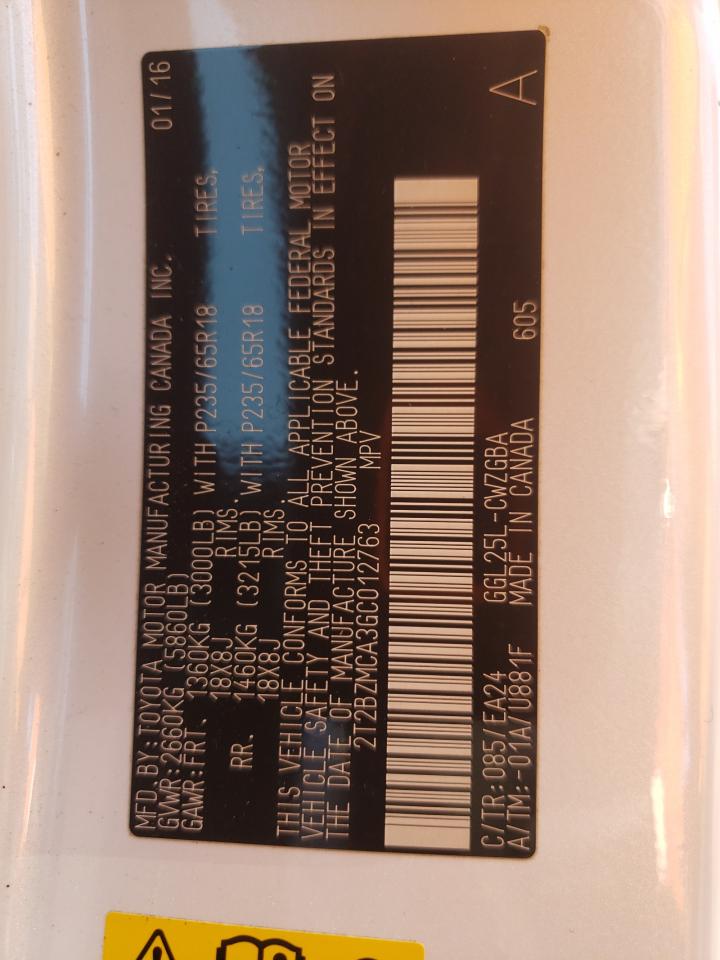 MFD. BY: TOYOTA MOTOR MANUFACTURING CANADA INC. 01/16
GVWR: 2660KG (5860LB)
GAWR: FRT. 1360KG (3000LB) WITH P235/65R18 TIRES,
18X8J RIMS.
RR. 1460KG (3215LB) WITH P235/65R18 TIRES,
18X8J RIMS.
THIS VEHICLE CONFORMS TO ALL APPLICABLE FEDERAL MOTOR
VEHICLE SAFETY AND THEFT PREVENTION STANDARDS IN EFFECT ON
THE DATE OF MANUFACTURE SHOWN ABOVE.
2T2BZMCA3GC012763 MPV
C/TR: 085/EA24 GGL25L-CWZGBA A
A/TM: -01A/U881F MADE IN CANADA 605